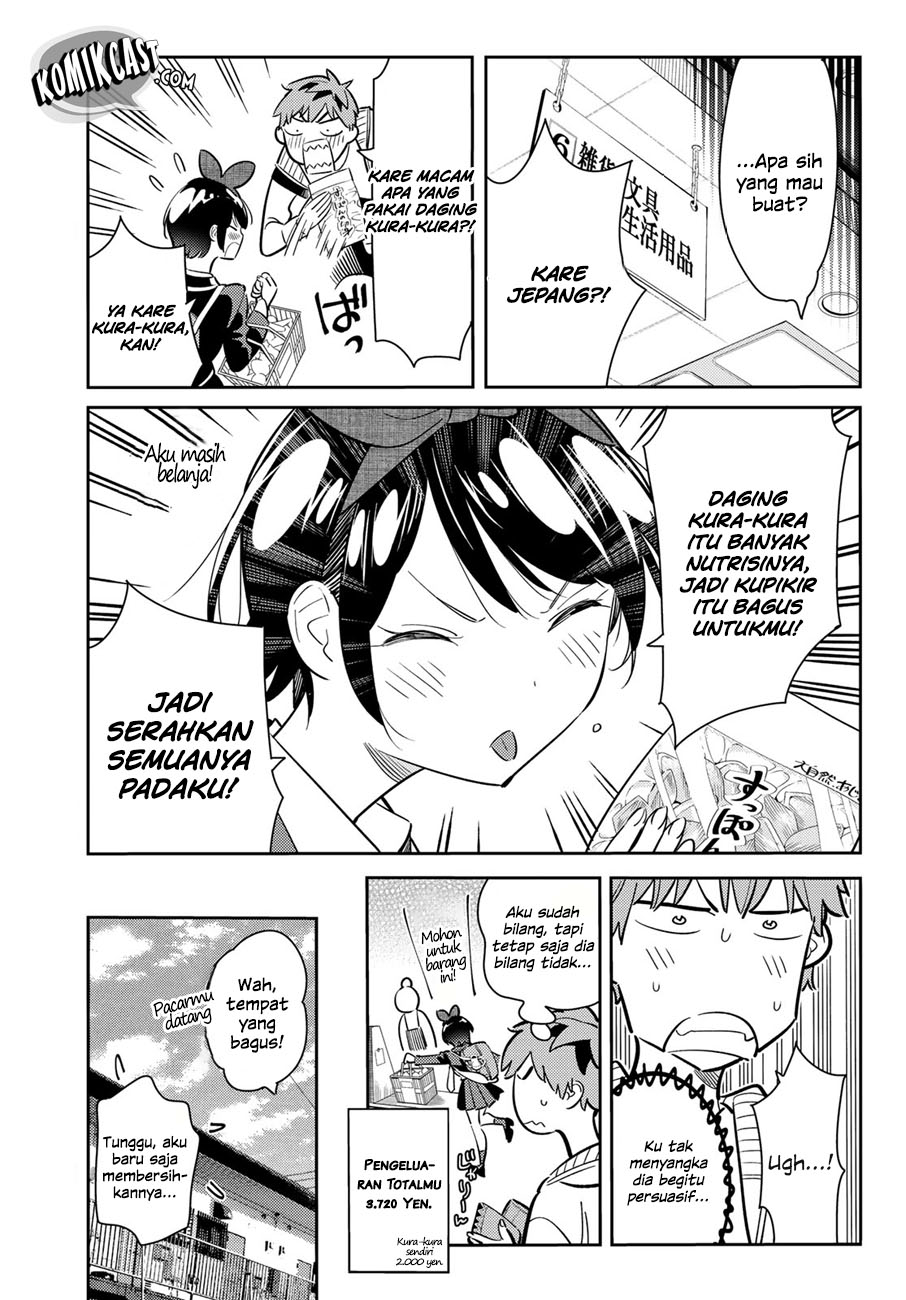 KOMIKCAST.COM
...Apa sih
yang mau
buat?
6 雑貨
文具
生活用品
KARE
JEPANG?!
KARE MACAM
APA YANG
PAKAI DAGING
KURA-KURA?!
ばっ
YA KARE
KURA-KURA,
KAN!
DAGING
KURA-KURA
ITU BANYAK
NUTRISINYA,
JADI KUPIKIR
ITU BAGUS
UNTUKMU!
Aku masih
belanja!
JADI
SERAHKAN
SEMUANYA
PADAKU!
すっぽん
Ugh...!
Ku tak
menyangka
dia begitu
persuasif...
Aku sudah
bilang, tapi
tetap saja dia
bilang tidak...
Mohon
untuk
barang
ini!
PENGELUA-
RAN TOTALMU
3.720 YEN.
Kura-kura
sendiri
2.000 yen.
Wah,
tempat
yang
bagus!
Pacarmu
datang
Tunggu, aku
baru saja
membersih-
kannya...